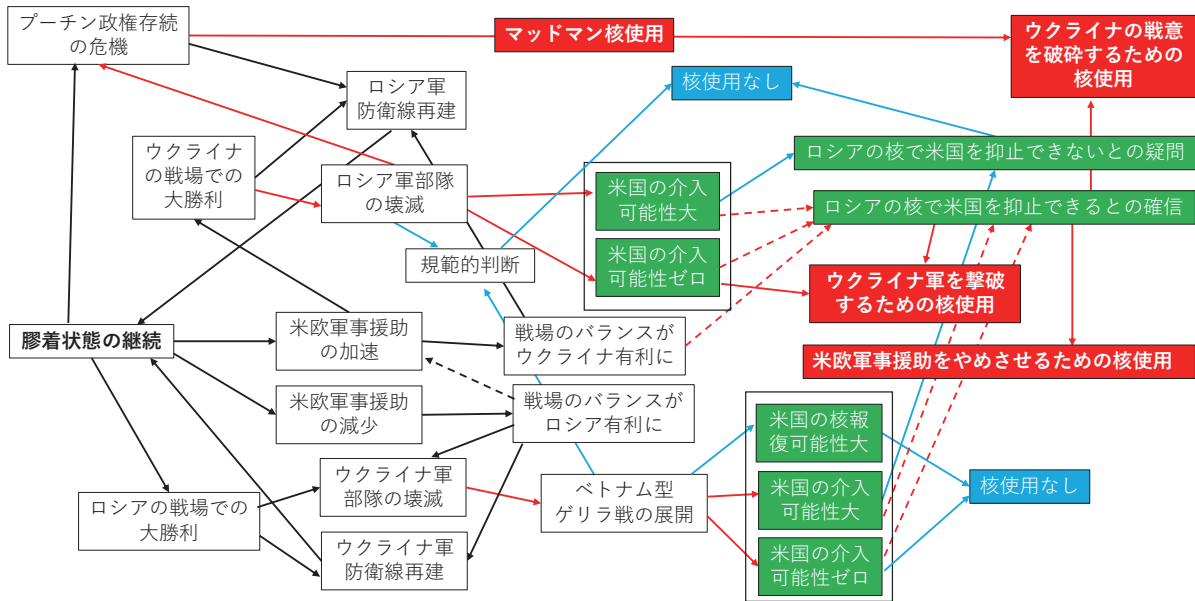 プーチン政権存続
の危機
マッドマン核使用
ウクライナの戦意
を破砕するための
核使用
ロシア軍
防衛線再建
核使用なし
ウクライナ
の戦場での
大勝利
ロシアの核で米国を抑止できないとの疑問
ロシア軍部隊
の壊滅
米国の介入
可能性大
ロシアの核で米国を抑止できるとの確信
規範的判断
米国の介入
可能性ゼロ
ウクライナ軍を撃破
するための核使用
膠着状態の継続
米欧軍事援助
の加速
戦場のバランスが
ウクライナ有利に
米欧軍事援助をやめさせるための核使用
米欧軍事援助
の減少
戦場のバランスが
ロシア有利に
米国の核報
復可能性大
ウクライナ軍
部隊の壊滅
ベトナム型
ゲリラ戦の展開
米国の介入
可能性大
核使用なし
ロシアの戦場での
大勝利
ウクライナ軍
防衛線再建
米国の介入
可能性ゼロ